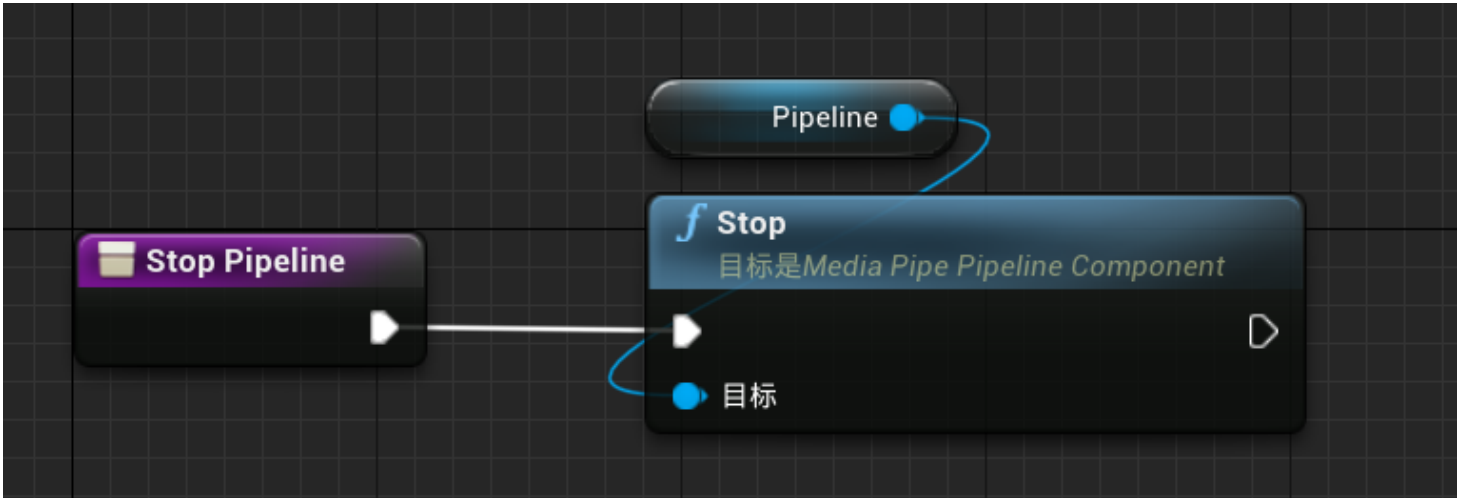 Pipeline
Stop
目标是Media Pipe Pipeline Component
Stop Pipeline
目标